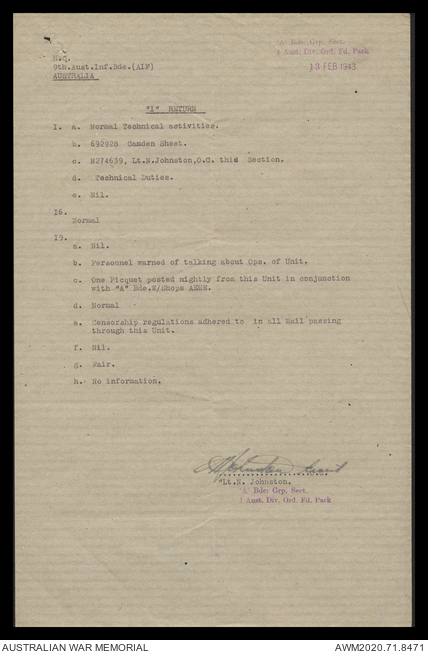 'A' Bde. Grp. Sect.
1 Aust. Div. Ord. Fd. Park
13 FEB 1943
H.Q.
9th.Aust.Inf.Bde.(AIF)
AUSTRALIA
"I" RETURN
I. a. Normal Technical activities.
b. 692928 Camden Sheet.
c. N274639, Lt.N.Johnston,O.C. this Section.
d. Technical Duties.
e. Nil.
I6.
Normal
I9.
a. Nil.
b. Personnel warned of talking about Ops. of Unit.
c. One Picquet posted nightly from this Unit in conjunction
with "A" Bde.W/Shops AEME.
d. Normal
e. Censorship regulations adhered to in all Mail passing
through this Unit.
f. Nil.
g. Fair.
h. No information.
Lt.N. Johnston.
'A' Bde. Grp. Sect.
1 Aust. Div. Ord. Fd. Park
AUSTRALIAN WAR MEMORIAL
AWM2020.71.8471